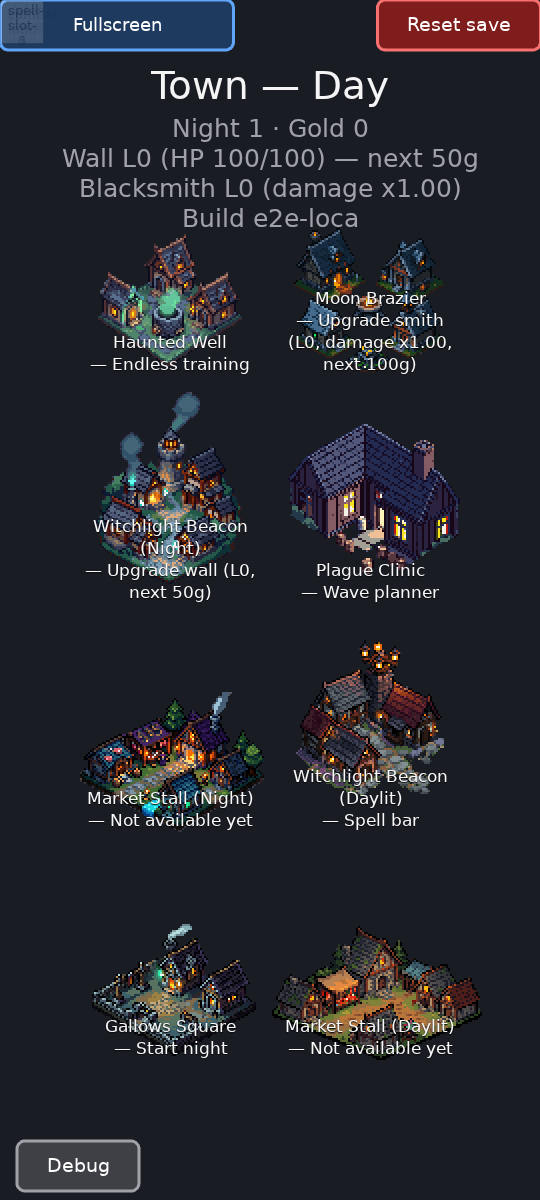 spell-
slot-
Fullscreen
Reset save
Town — Day
Night 1 · Gold 0
Wall L0 (HP 100/100) — next 50g
Blacksmith L0 (damage x1.00)
Build e2e-loca
Haunted Well
— Endless training
Moon Brazier
— Upgrade smith
(L0, damage x1.00,
next 100g)
Witchlight Beacon
(Night)
— Upgrade wall (L0,
next 50g)
Plague Clinic
— Wave planner
Market Stall (Night)
— Not available yet
Witchlight Beacon
(Daylit)
— Spell bar
Gallows Square
— Start night
Market Stall (Daylit)
— Not available yet
Debug